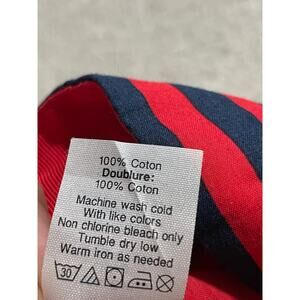 100% Coton
Doublure:
100% Coton
Machine wash cold
With like colors
Non chlorine bleach only
Tumble dry low
Warm iron as needed
30